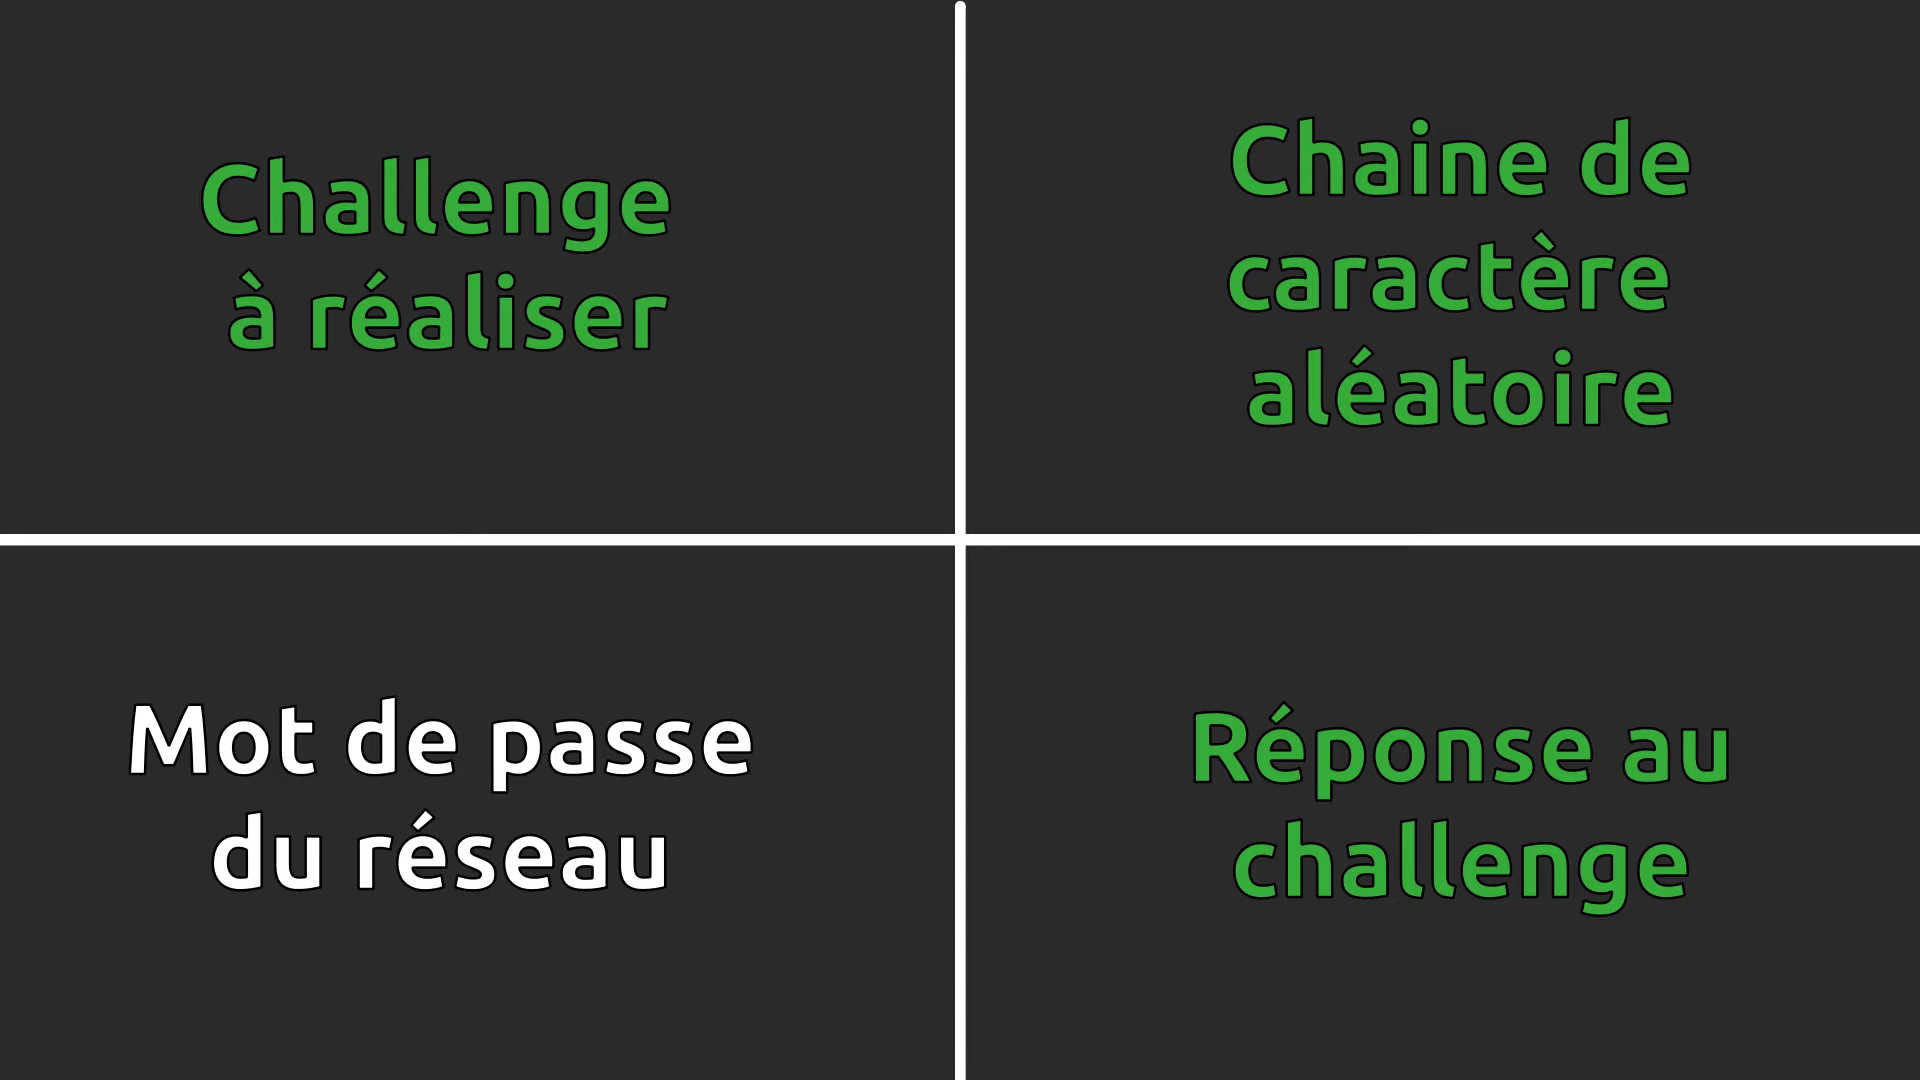 Challenge
à réaliser
Chaine de
caractère
aléatoire
Mot de passe
du réseau
Réponse au
challenge